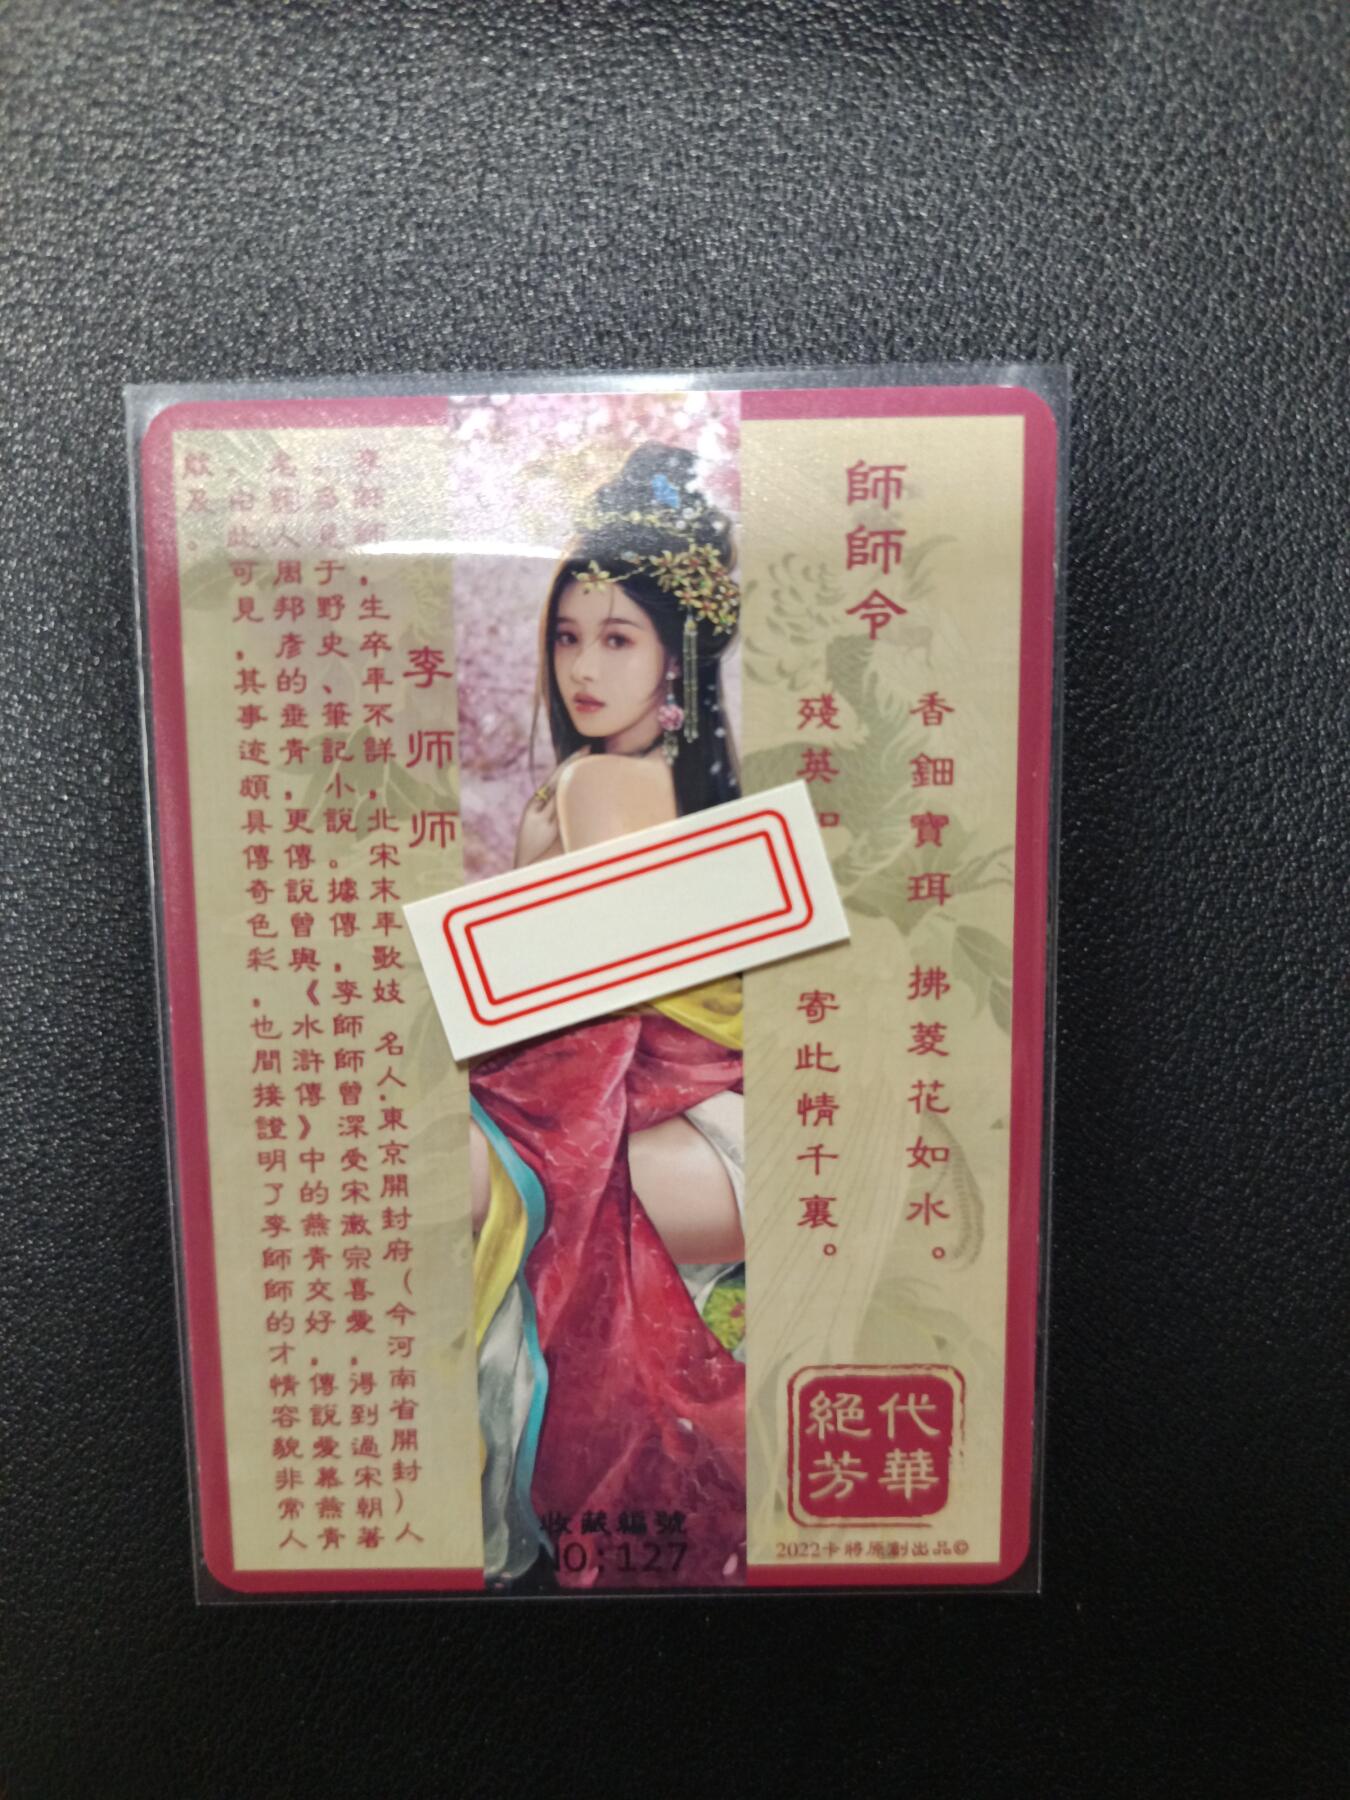 師師令
香鈿寶珥 拂菱花如水。
殘英 寄此情千裏。
絕代
芳華
2022卡將原創出品©
收藏編號
NO:127
李师师
李師師,生卒年不詳,北宋末年歌妓 名人,東京開封府(今河南省開封)人
。多見于野史、筆記小說。據傳,李師師曾深受宋徽宗喜愛,得到過宋朝著
名詞人周邦彥的垂青,更傳說曾與《水滸傳》中的燕青交好,傳說愛慕燕青
。由此可見,其事迹頗具傳奇色彩,也間接證明了李師師的才情容貌非常人
及。